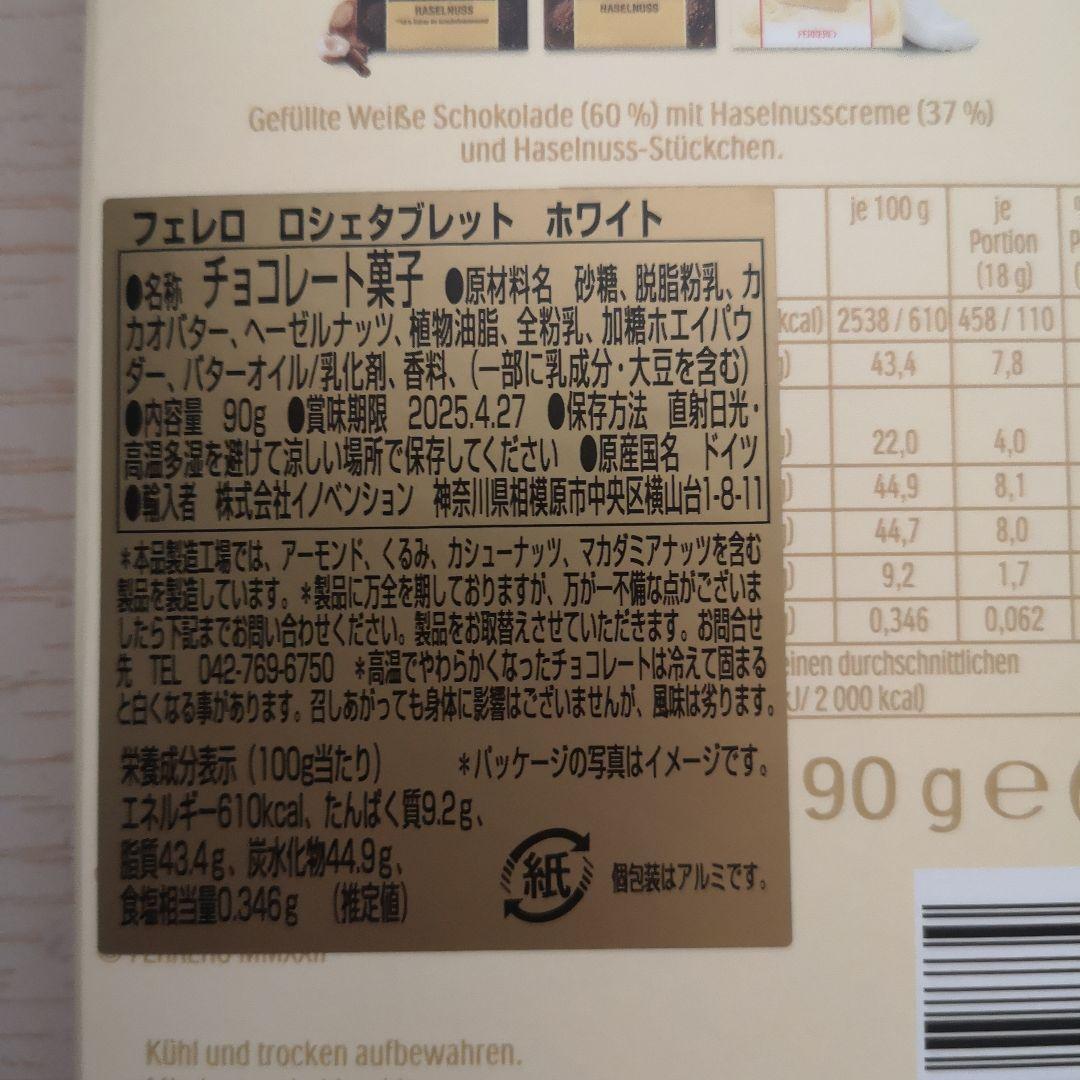 HASELNUSS
HASELNUSS
FERRERO
Gefüllte Weiße Schokolade (60 %) mit Haselnusscreme (37 %)
und Haselnuss-Stückchen.
フェレロ ロシェタブレット ホワイト
●名称 チョコレート菓子 ●原材料名 砂糖、脱脂粉乳、カ
カオバター、ヘーゼルナッツ、植物油脂、全粉乳、加糖ホエイパウ
ダー、バターオイル/乳化剤、香料、(一部に乳成分・大豆を含む)
●内容量 90g ●賞味期限 2025.4.27 ●保存方法 直射日光・
高温多湿を避けて涼しい場所で保存してください ●原産国名 ドイツ
●輸入者 株式会社イノベンション 神奈川県相模原市中央区横山台1-8-11
＊本品製造工場では、アーモンド、くるみ、カシューナッツ、マカダミアナッツを含む
製品を製造しています。＊製品に万全を期しておりますが、万が一不備な点がございま
したら下記までお問い合わせください。製品をお取替えさせていただきます。お問合せ
先 TEL 042-769-6750 ＊高温でやわらかくなったチョコレートは冷えて固まる
と白くなる事があります。召しあがっても身体に影響はございませんが、風味は劣ります。
栄養成分表示 (100g当たり) ＊パッケージの写真はイメージです。
エネルギー610kcal、たんぱく質9.2g、
脂質43.4g、炭水化物44.9g、
食塩相当量0.346g (推定値)
紙 個包装はアルミです。
je 100 g je
Portion
(18 g)
kcal) 2538 / 610 458 / 110
43,4 7,8
22,0 4,0
44,9 8,1
44,7 8,0
9,2 1,7
0,346 0,062
einen durchschnittlichen
kJ/ 2 000 kcal)
90 g e
Kühl und trocken aufbewahren.